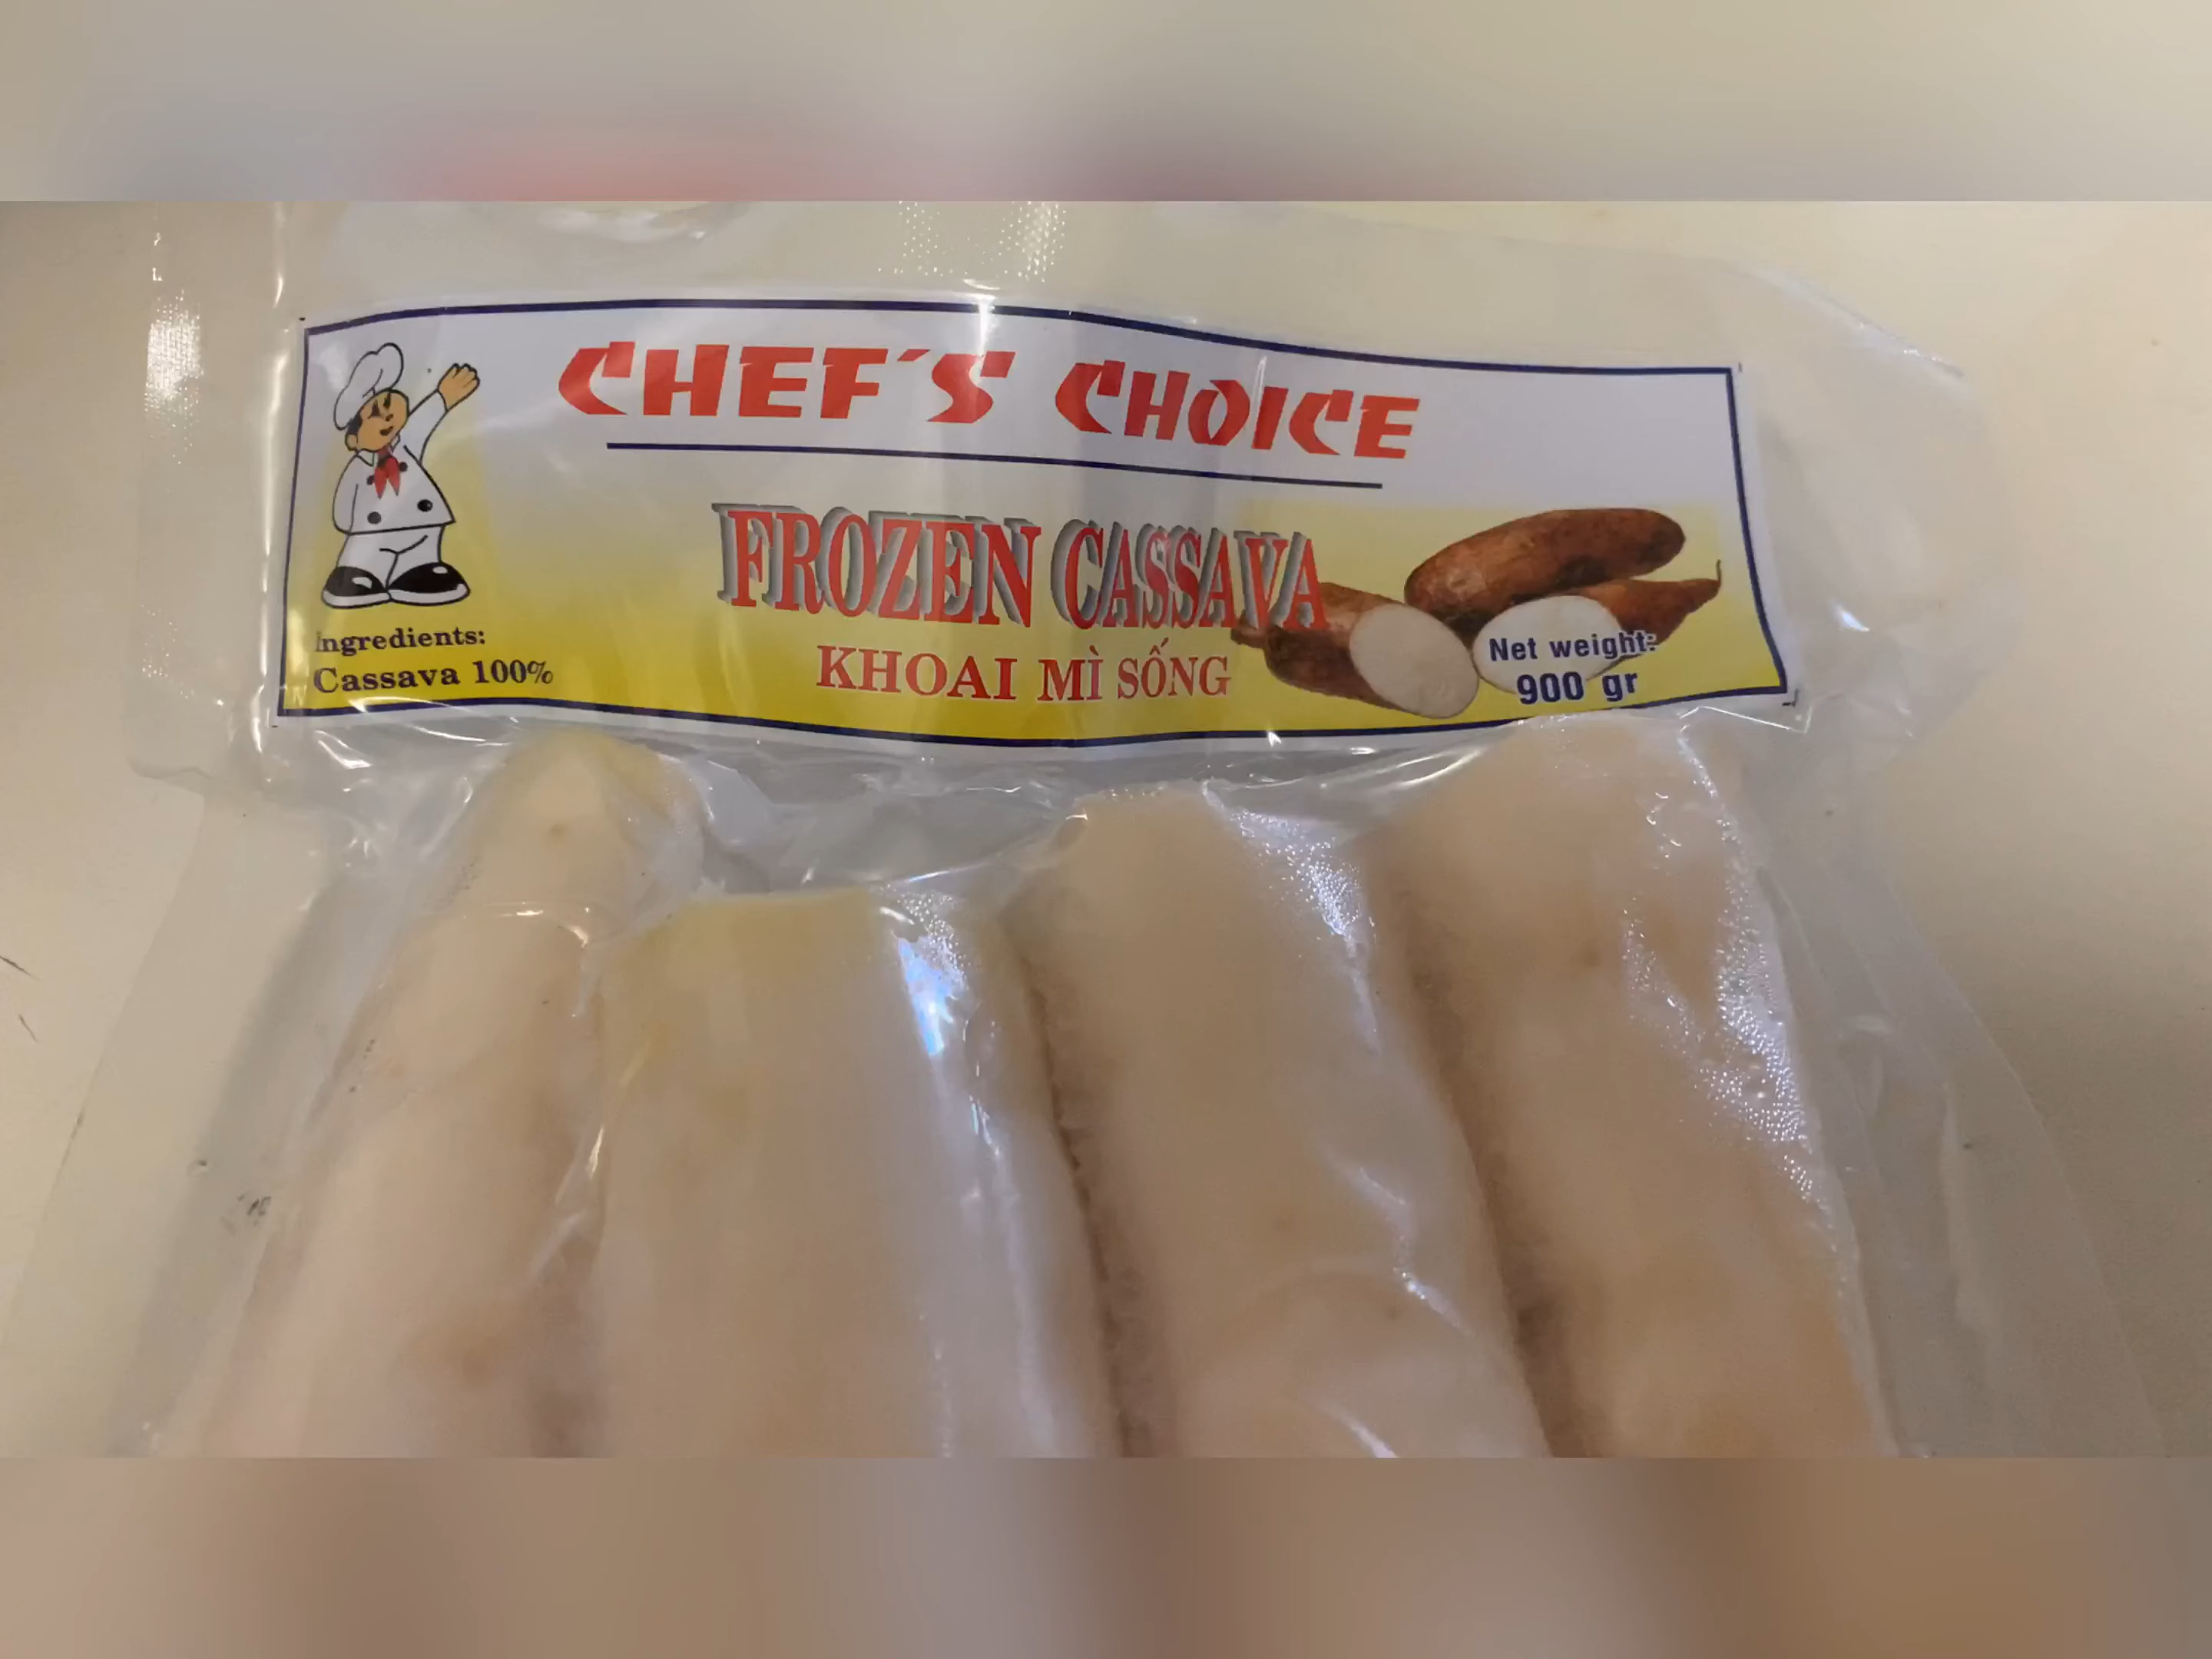 CHEF'S CHOICE
FROZEN CASSAVA
KHOAI MÌ SỐNG
Ingredients:
Cassava 100%
Net weight:
900 gr